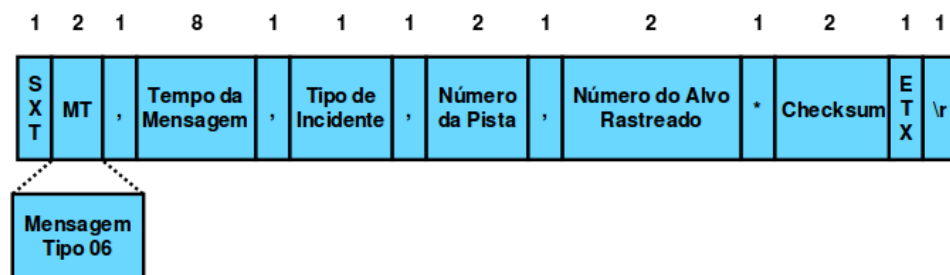 1 2 1 8 1 1 1 2 1 2 1 2 1 1
S
X
T
MT
,
Tempo da
Mensagem
,
Tipo de
Incidente
,
Número
da Pista
,
Número do Alvo
Rastreado
*
Checksum
E
T
X
\r
Mensagem
Tipo 06